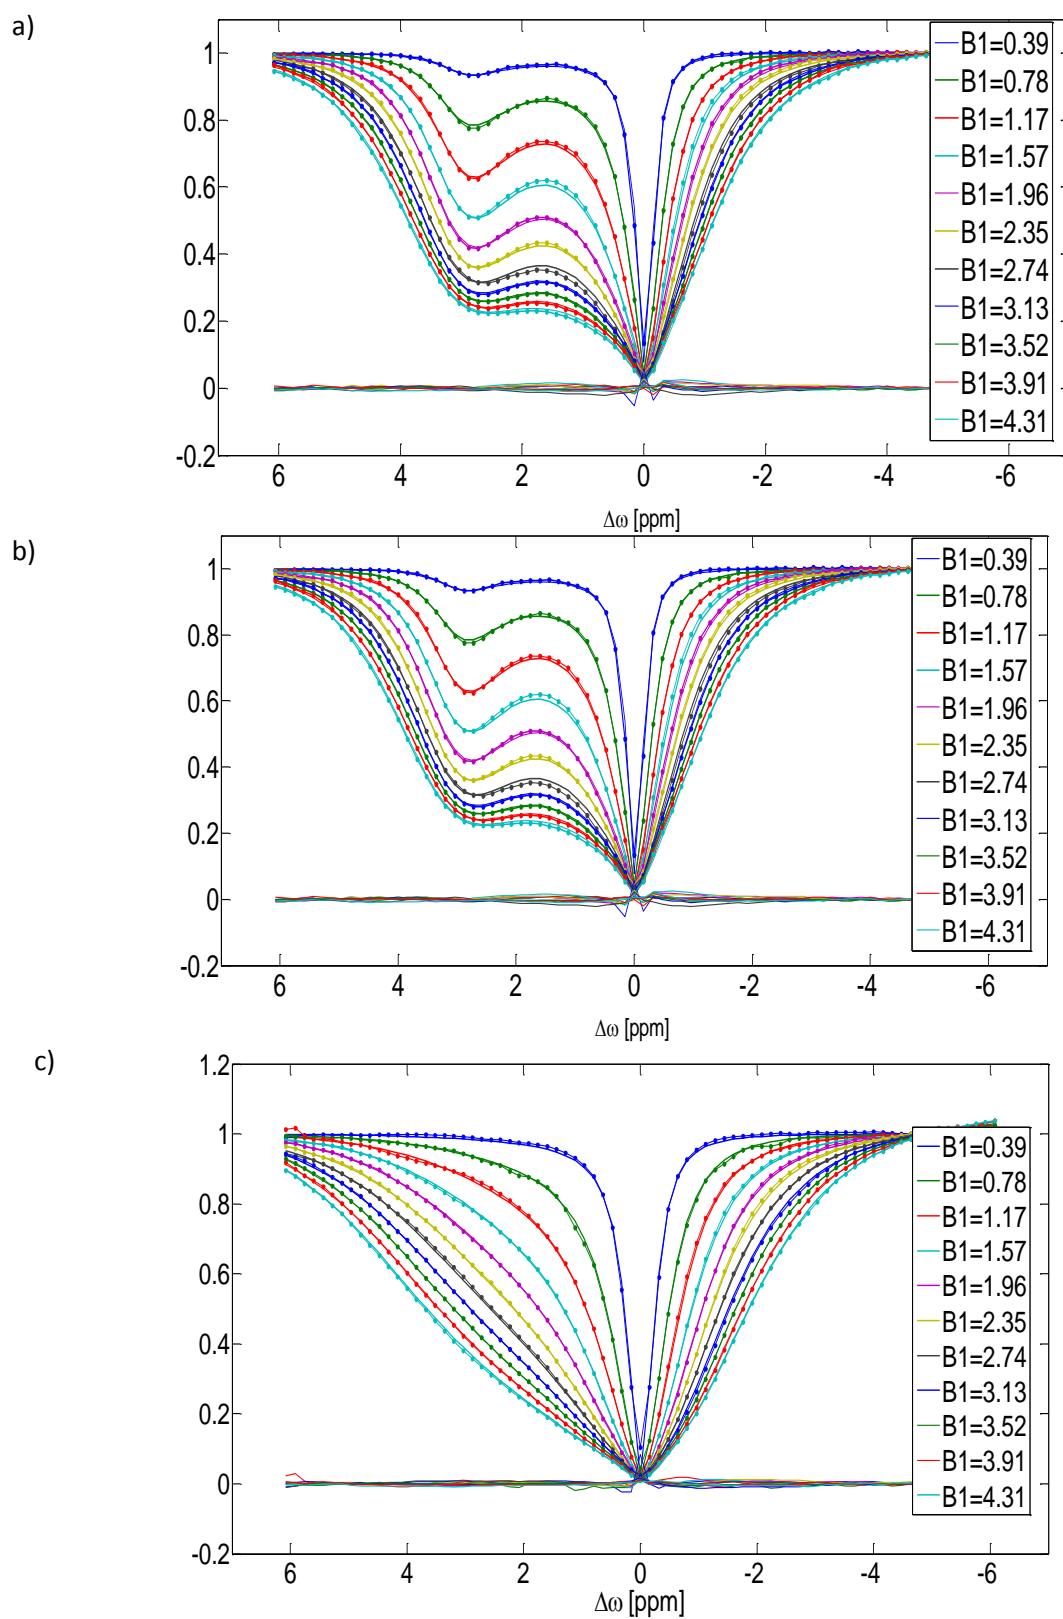 a)
1
0.8
0.6
0.4
0.2
0
-0.2
6 4 2 0 -2 -4 -6
Δω [ppm]
B1=0.39
B1=0.78
B1=1.17
B1=1.57
B1=1.96
B1=2.35
B1=2.74
B1=3.13
B1=3.52
B1=3.91
B1=4.31
b)
1
0.8
0.6
0.4
0.2
0
-0.2
6 4 2 0 -2 -4 -6
Δω [ppm]
B1=0.39
B1=0.78
B1=1.17
B1=1.57
B1=1.96
B1=2.35
B1=2.74
B1=3.13
B1=3.52
B1=3.91
B1=4.31
c)
1.2
1
0.8
0.6
0.4
0.2
0
-0.2
6 4 2 0 -2 -4 -6
Δω [ppm]
B1=0.39
B1=0.78
B1=1.17
B1=1.57
B1=1.96
B1=2.35
B1=2.74
B1=3.13
B1=3.52
B1=3.91
B1=4.31